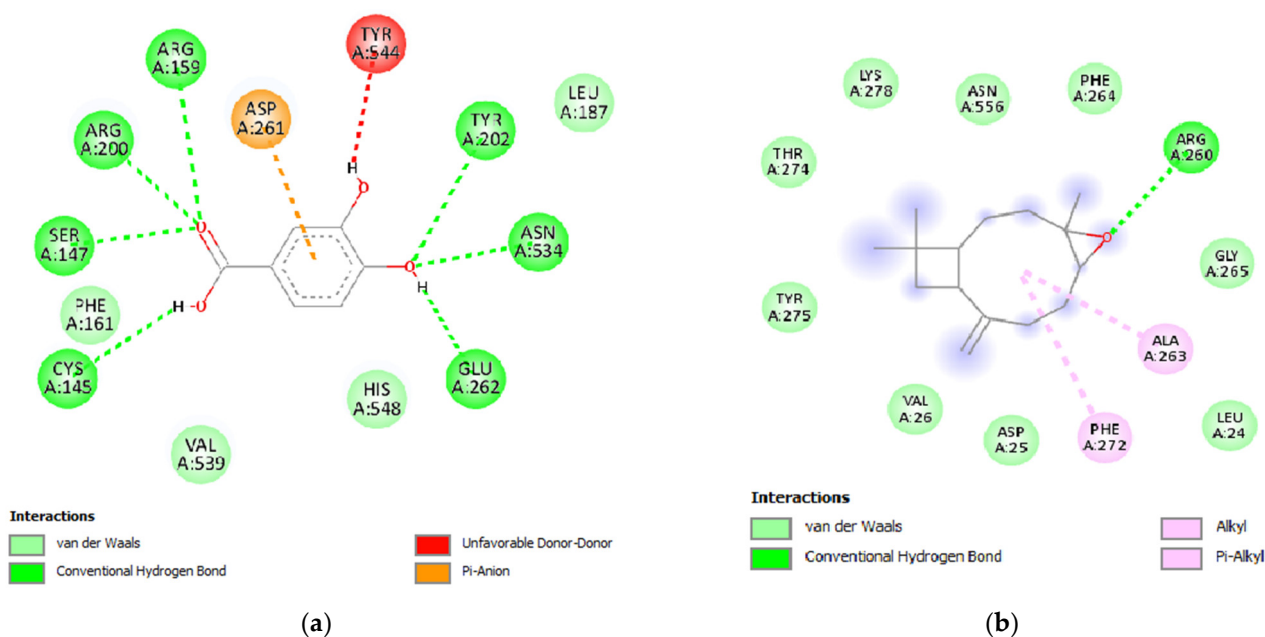 ARG
A:159
TYR
A:544
ASP
A:261
LEU
A:187
TYR
A:202
ARG
A:200
H
O
O
SER
A:147
ASN
A:534
O
H
H-O
PHE
A:161
CYS
A:145
GLU
A:262
HIS
A:548
VAL
A:539
Interactions
van der Waals
Conventional Hydrogen Bond
Unfavorable Donor-Donor
Pi-Anion
(a)
LYS
A:278
ASN
A:556
PHE
A:264
ARG
A:260
THR
A:274
O
GLY
A:265
TYR
A:275
ALA
A:263
VAL
A:26
ASP
A:25
PHE
A:272
LEU
A:24
Interactions
van der Waals
Conventional Hydrogen Bond
Alkyl
Pi-Alkyl
(b)